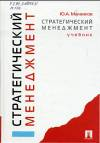 Ю.А. Маленков
СТРАТЕГИЧЕСКИЙ
МЕНЕДЖМЕНТ
учебник
СТРАТЕГИЧЕСКИЙ
МЕНЕДЖМЕНТ